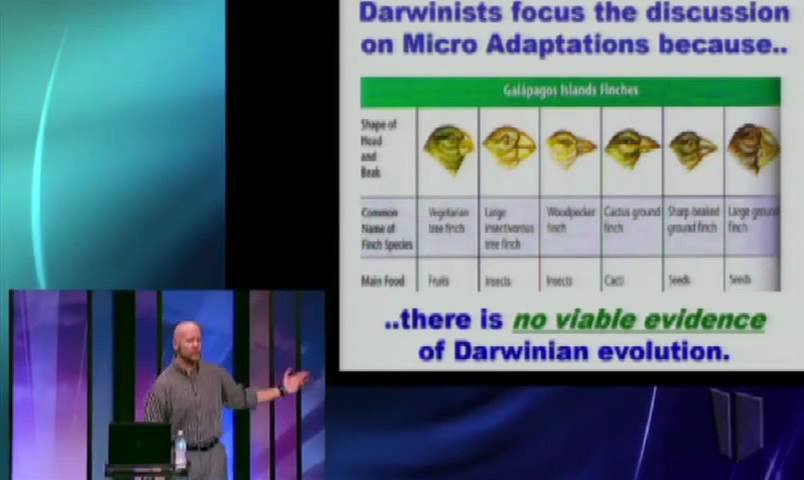 Darwinists focus the discussion
on Micro Adaptations because..
Galápagos Islands Finches
Shape of
Head
and
Beak
Common
Name of
Finch Species
Vegetarian
tree finch
Large
insectivorous
tree finch
Woodpecker
finch
Cactus ground
finch
Sharp-beaked
ground finch
Large ground
finch
Main Food
Fruits
Insects
Insects
Cacti
Seeds
Seeds
..there is no viable evidence
of Darwinian evolution.